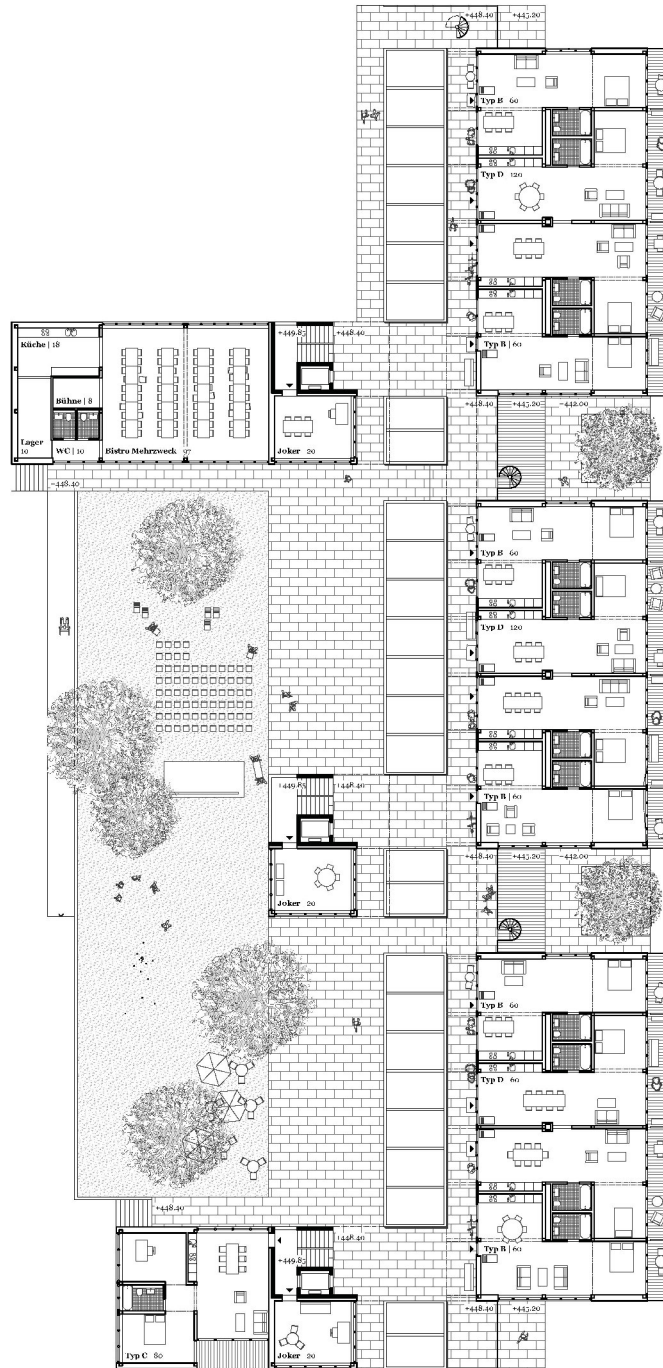 +448.40 +445.20
Typ B 60
Typ D 120
+449.85 +448.40
Küche | 18
Typ B | 60
Bühne | 8
+448.40 +445.20 -442.00
Lager
10 WC | 10 Bistro Mehrzweck 97 Joker 20
-448.40
Typ B 60
Typ D 120
+449.85 +448.40
Typ B | 60
+448.40 +445.20 -442.00
Joker 20
Typ B 60
Typ D 60
+448.40
+448.40
Typ B | 60
+449.85
+448.40 +445.20
Typ C 80 Joker 20